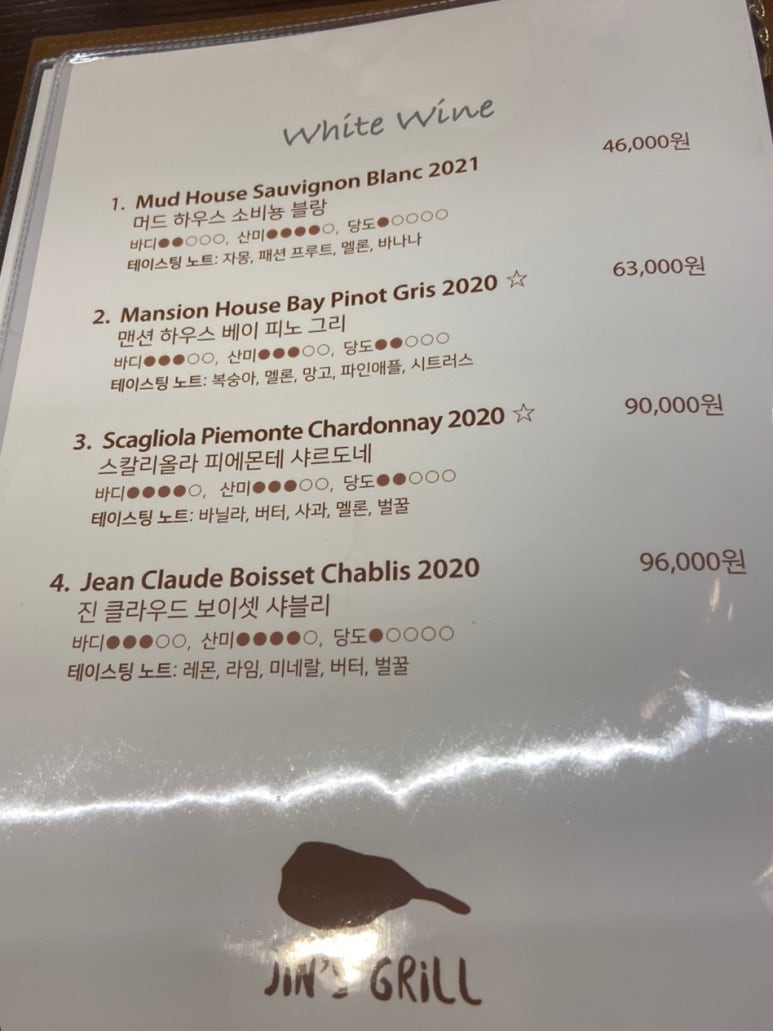 White Wine
1. Mud House Sauvignon Blanc 2021 46,000원
머드 하우스 소비뇽 블랑
바디●●○○○, 산미●●●●○, 당도●○○○○
테이스팅 노트: 자몽, 패션 프루트, 멜론, 바나나
2. Mansion House Bay Pinot Gris 2020 ☆ 63,000원
맨션 하우스 베이 피노 그리
바디●●●○○, 산미●●●○○, 당도●●○○○
테이스팅 노트: 복숭아, 멜론, 망고, 파인애플, 시트러스
3. Scagliola Piemonte Chardonnay 2020 ☆ 90,000원
스칼리올라 피에몬테 샤르도네
바디●●●●○, 산미●●●○○, 당도●●○○○
테이스팅 노트: 바닐라, 버터, 사과, 멜론, 벌꿀
4. Jean Claude Boisset Chablis 2020 96,000원
진 클라우드 보이셋 샤블리
바디●●●○○, 산미●●●●○, 당도●○○○○
테이스팅 노트: 레몬, 라임, 미네랄, 버터, 벌꿀
JIN'S GRiLL